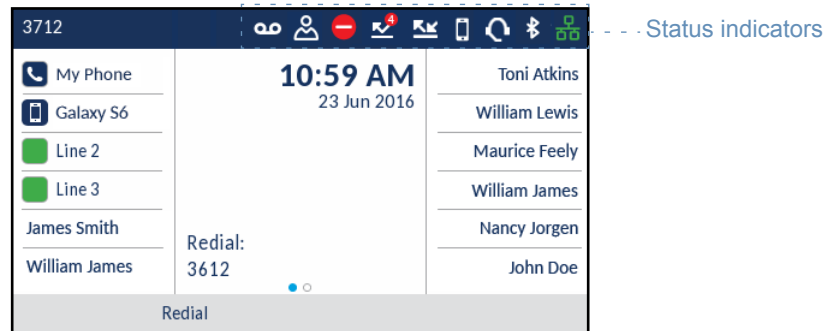 3712
4
Status indicators
My Phone
10:59 AM
Toni Atkins
Galaxy S6
23 Jun 2016
William Lewis
Line 2
Maurice Feely
Line 3
William James
James Smith
Redial:
Nancy Jorgen
William James
3612
John Doe
Redial